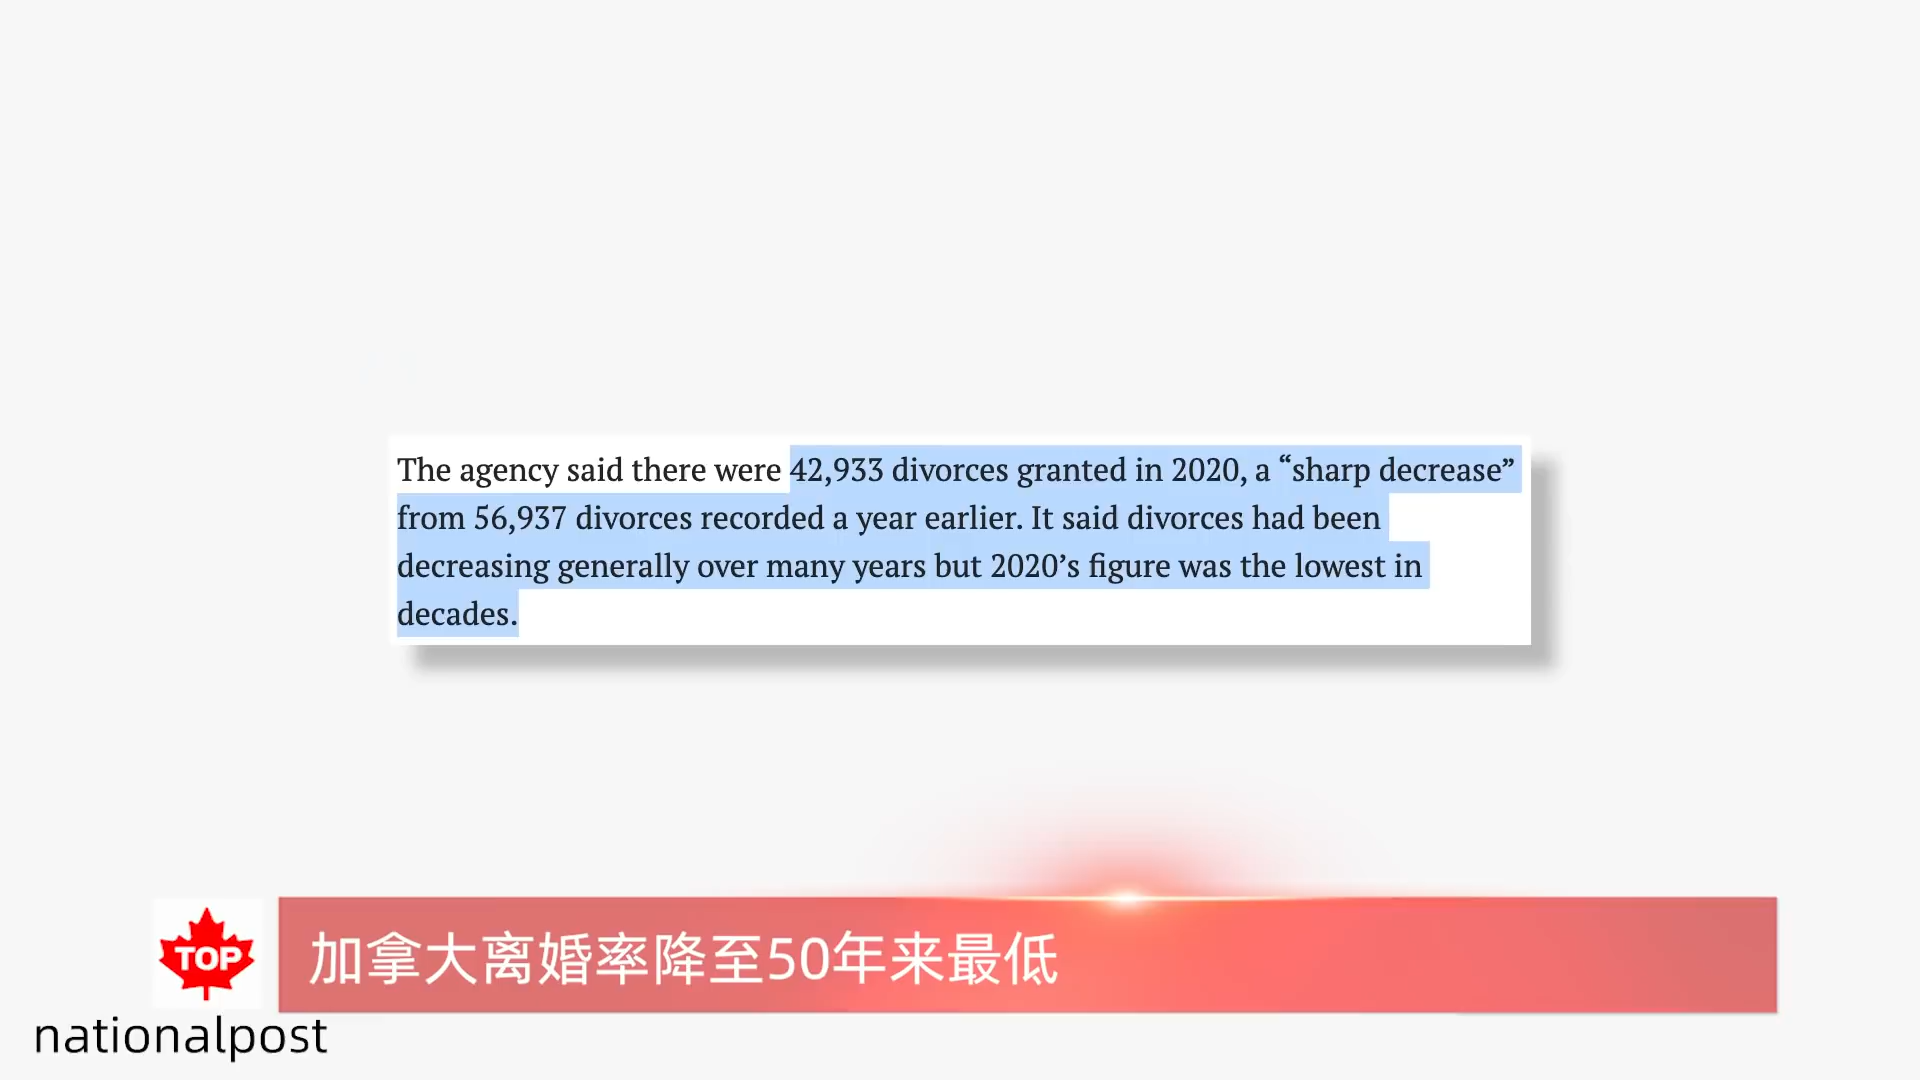 The agency said there were 42,933 divorces granted in 2020, a “sharp decrease”
from 56,937 divorces recorded a year earlier. It said divorces had been
decreasing generally over many years but 2020’s figure was the lowest in
decades.
TOP
加拿大离婚率降至50年来最低
nationalpost